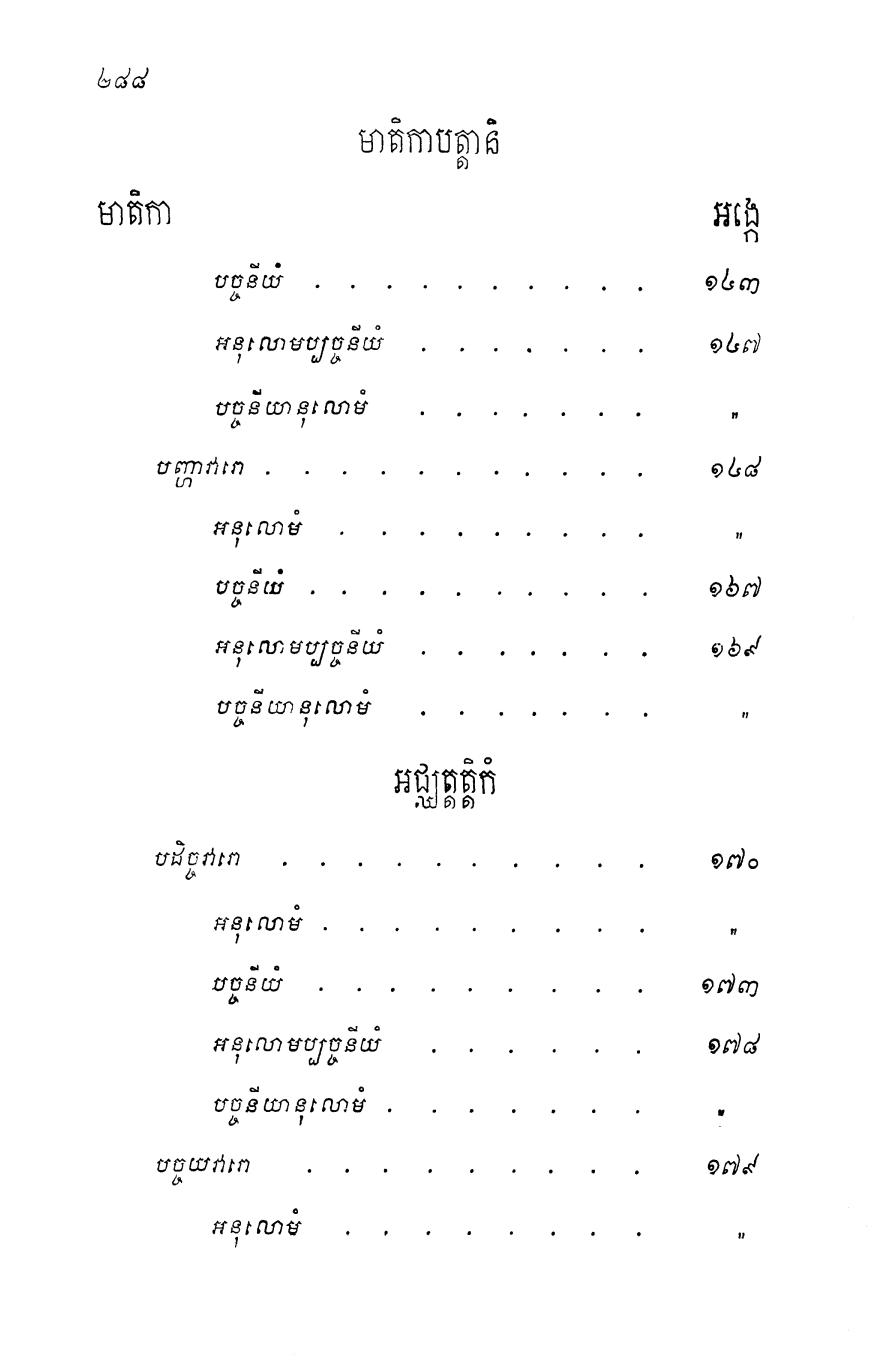 ២៨៨
មាតិកាបត្តានិ
មាតិកា អង្កេ
បច្ចនីយំ . . . . . . . . . . ១៤៣
អនុលោមប្បច្ចនីយំ . . . . . . . ១៤៧
បច្ចនីយានុលោមំ . . . . . . . "
បញ្ហាវារោ . . . . . . . . . . . ១៤៨
អនុលោមំ . . . . . . . . . "
បច្ចនីយំ . . . . . . . . . . ១៦៧
អនុលោមប្បច្ចនីយំ . . . . . . . ១៦៩
បច្ចនីយានុលោមំ . . . . . . . "
អជ្ឈត្តត្តិកំ
បដិច្ចវារោ . . . . . . . . . . ១៧០
អនុលោមំ . . . . . . . . . "
បច្ចនីយំ . . . . . . . . . ១៧៣
អនុលោមប្បច្ចនីយំ . . . . . . ១៧៨
បច្ចនីយានុលោមំ . . . . . . . "
បច្ចយវារោ . . . . . . . . . ១៧៩
អនុលោមំ . . . . . . . . "